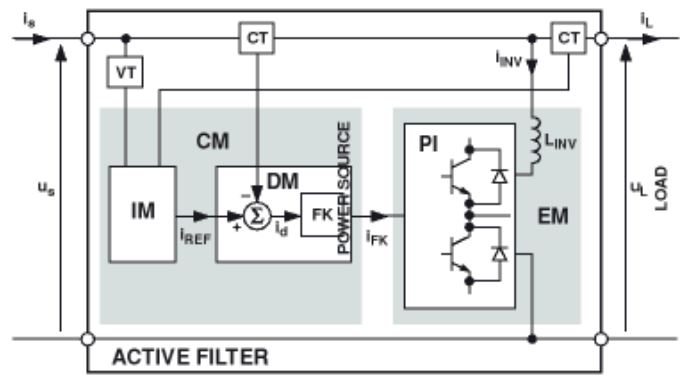 is
iL
CT
CT
VT
iINV
CM
PI
LINV
POWER SOURCE
DM
us
IM
−
+
Σ
FK
iREF
id
iFK
EM
uL
LOAD
ACTIVE FILTER